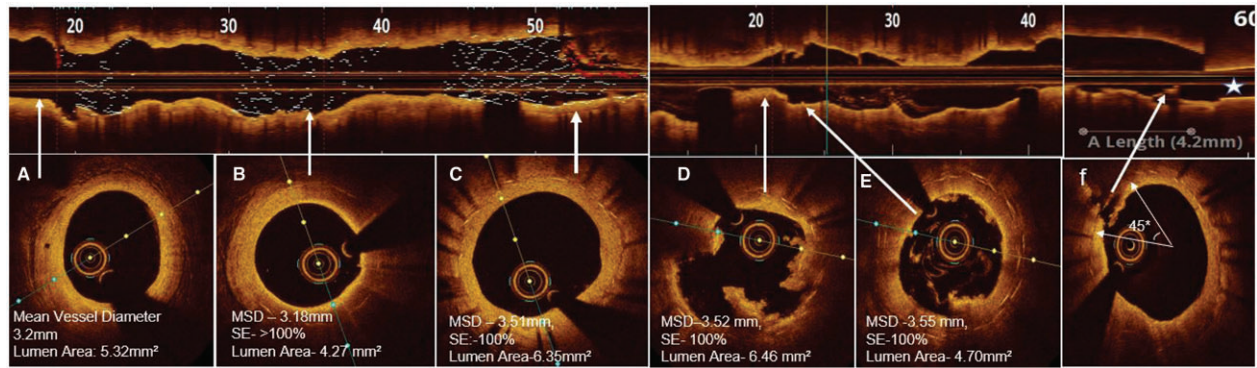 20 30 40 50
20 30 40 60
A Length (4.2mm)
A
Mean Vessel Diameter
3.2mm
Lumen Area: 5.32mm²
B
MSD – 3.18mm
SE- >100%
Lumen Area- 4.27 mm²
C
MSD – 3.51mm,
SE:-100%
Lumen Area-6.35mm²
D
MSD–3.52 mm,
SE- 100%
Lumen Area- 6.46 mm²
E
MSD -3.55 mm,
SE-100%
Lumen Area- 4.70mm²
f
45*